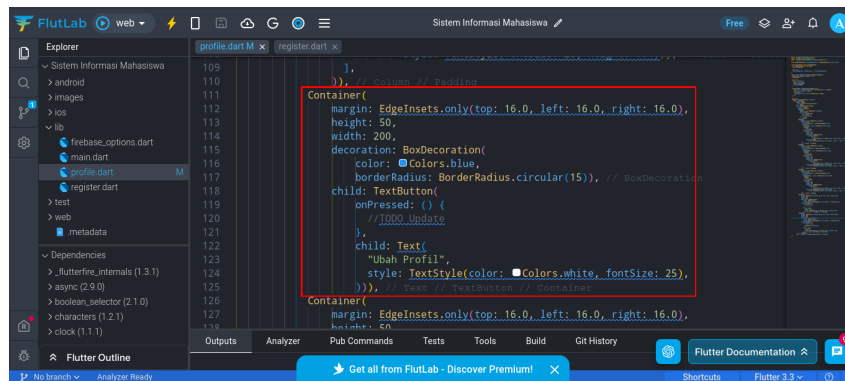 FlutLab web Sistem Informasi Mahasiswa Free A
Explorer profile.dart M × register.dart ×
Sistem Informasi Mahasiswa
android
images
ios
lib
firebase_options.dart
main.dart
profile.dart M
register.dart
test
web
.metadata
Dependencies
_flutterfire_internals (1.3.1)
async (2.9.0)
boolean_selector (2.1.0)
characters (1.2.1)
clock (1.1.1)
Flutter Outline
109 ],
110 )), // Column // Padding
111 Container(
112 margin: EdgeInsets.only(top: 16.0, left: 16.0, right: 16.0),
113 height: 50,
114 width: 200,
115 decoration: BoxDecoration(
116 color: Colors.blue,
117 borderRadius: BorderRadius.circular(15)), // BoxDecoration
118 child: TextButton(
119 onPressed: () {
120 //TODO Update
121 },
122 child: Text(
123 "Ubah Profil",
124 style: TextStyle(color: Colors.white, fontSize: 25),
125 ))), // Text // TextButton // Container
126 Container(
127 margin: EdgeInsets.only(top: 16.0, left: 16.0, right: 16.0),
128 height: 50
Outputs Analyzer Pub Commands Tests Tools Build Git History
Flutter Documentation
Get all from FlutLab - Discover Premium! ×
No branch Analyzer Ready Shortcuts Flutter 3.3